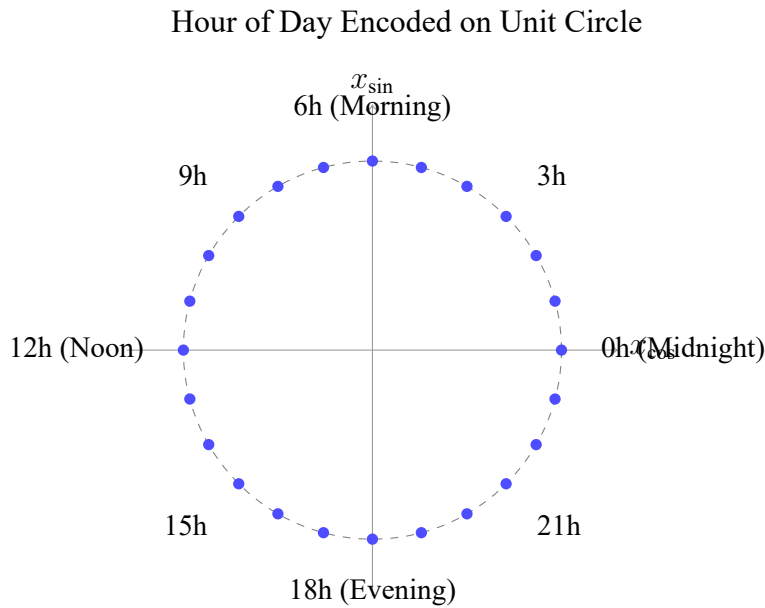 Hour of Day Encoded on Unit Circle
x_sin
6h (Morning)
9h
3h
12h (Noon)
0h (Midnight)
x_cos
15h
21h
18h (Evening)